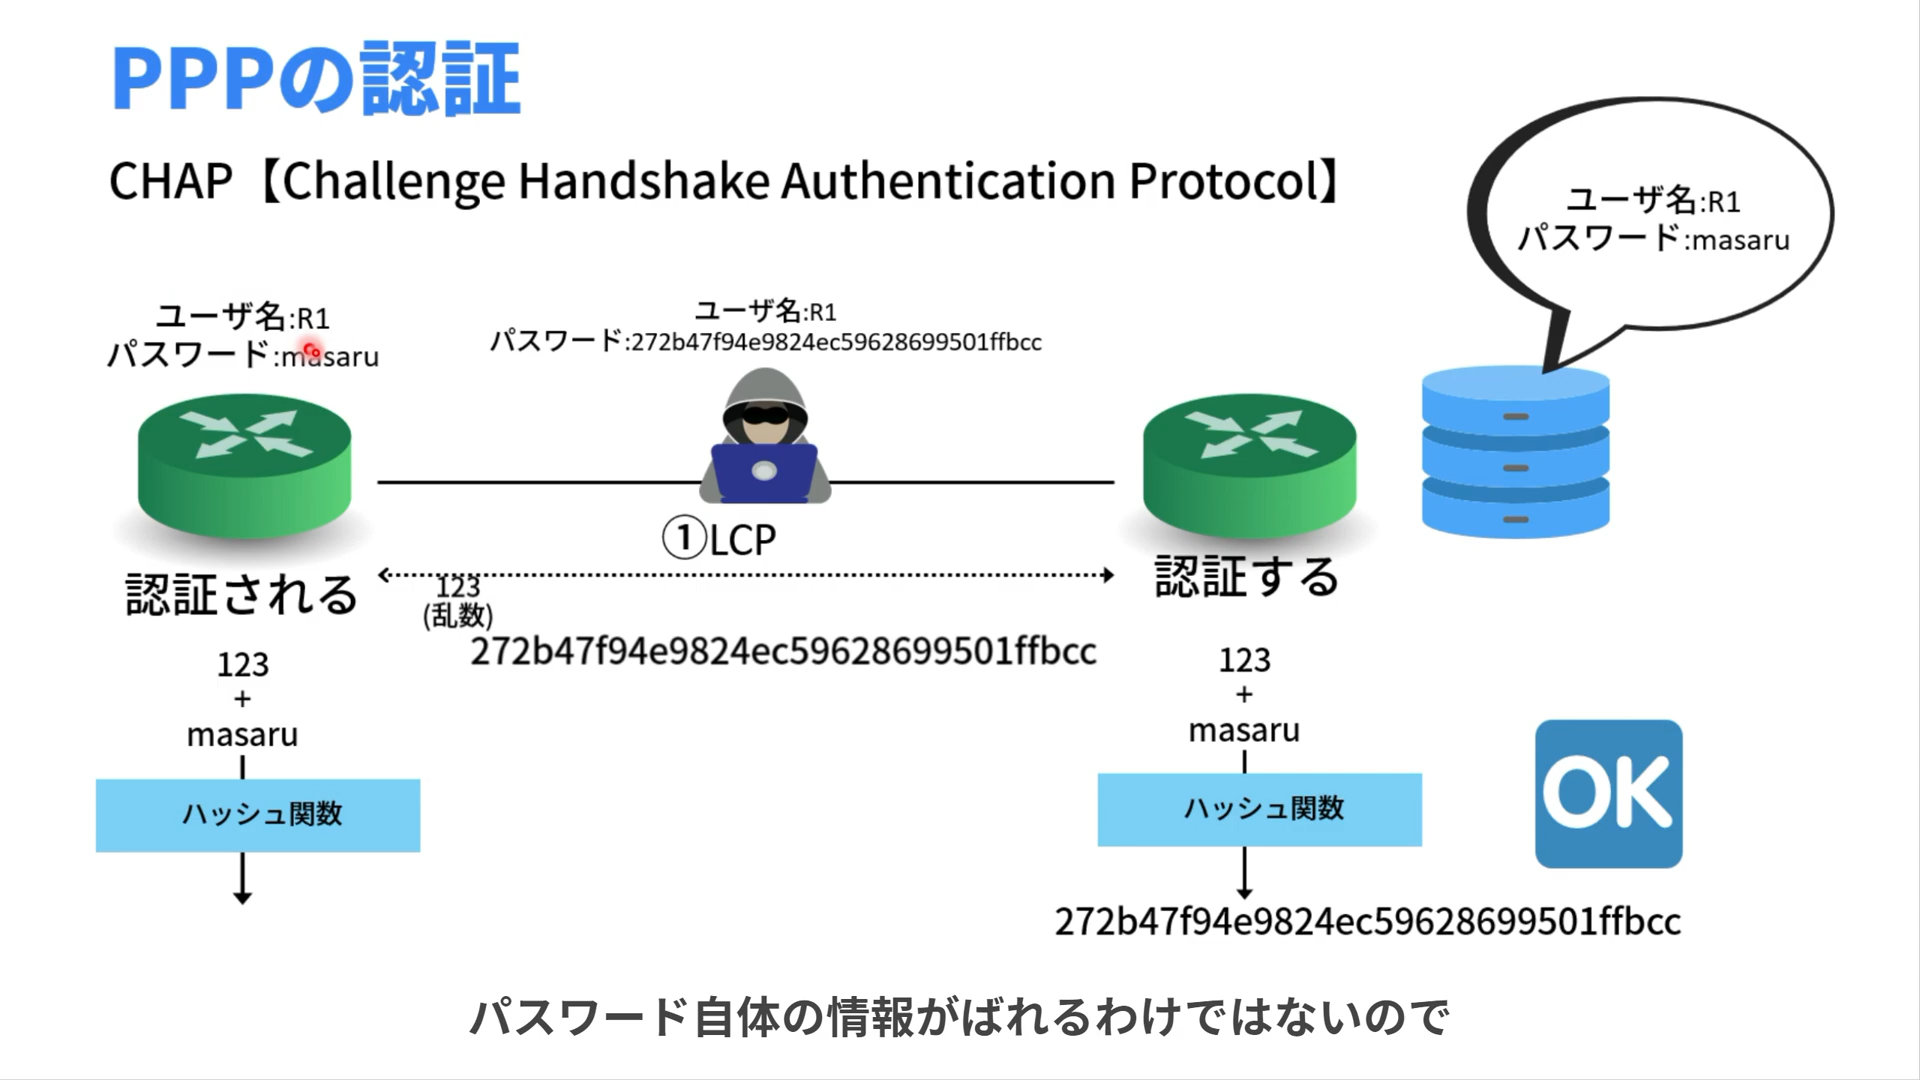 PPPの認証
CHAP【Challenge Handshake Authentication Protocol】
ユーザ名:R1
パスワード:masaru
ユーザ名:R1
パスワード:masaru
ユーザ名:R1
パスワード:272b47f94e9824ec59628699501ffbcc
①LCP
認証される
認証する
123
(乱数)
272b47f94e9824ec59628699501ffbcc
123
+
masaru
ハッシュ関数
123
+
masaru
ハッシュ関数
OK
272b47f94e9824ec59628699501ffbcc
パスワード自体の情報がばれるわけではないので